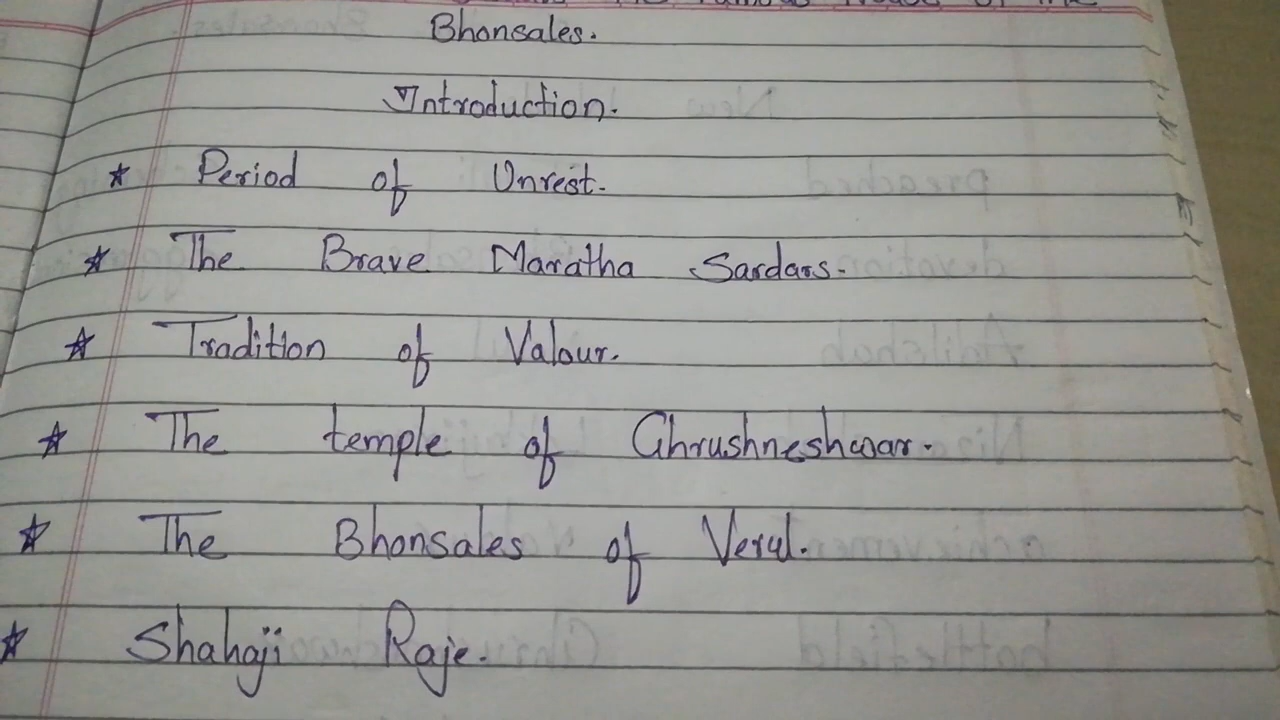 Bhonsales.
Introduction.
☆ Period of Unrest.
☆ The Brave Maratha Sardars.
☆ Tradition of Valour.
☆ The temple of Ghrushneshwar.
☆ The Bhonsales of Verul.
☆ Shahaji Raje.